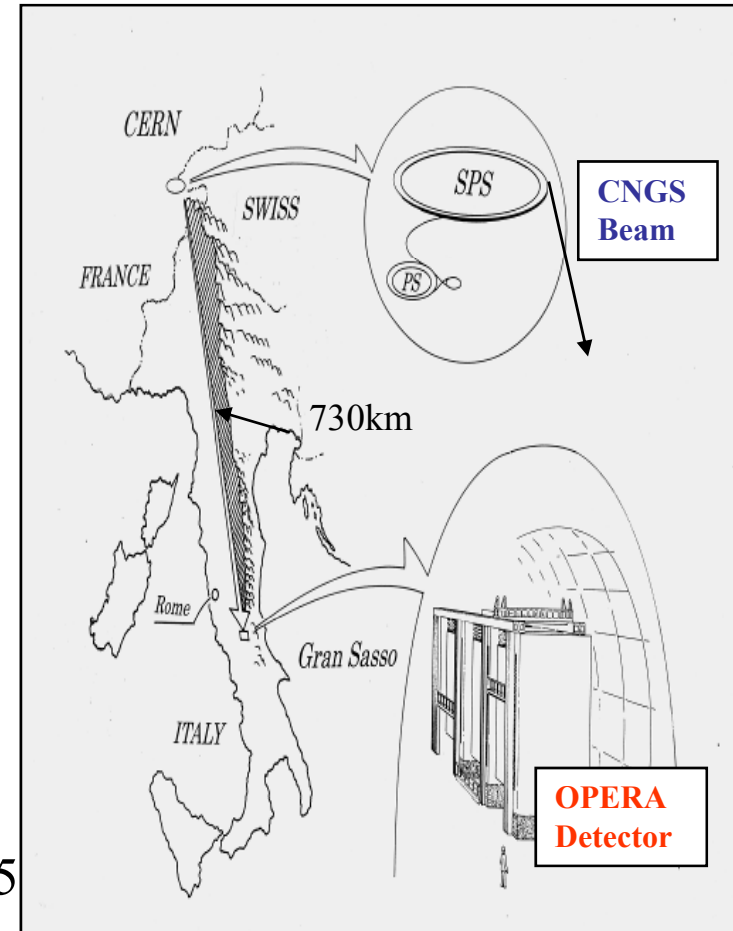 CERN
SWISS
FRANCE
SPS
PS
CNGS
Beam
730km
Rome
Gran Sasso
ITALY
OPERA
Detector
5